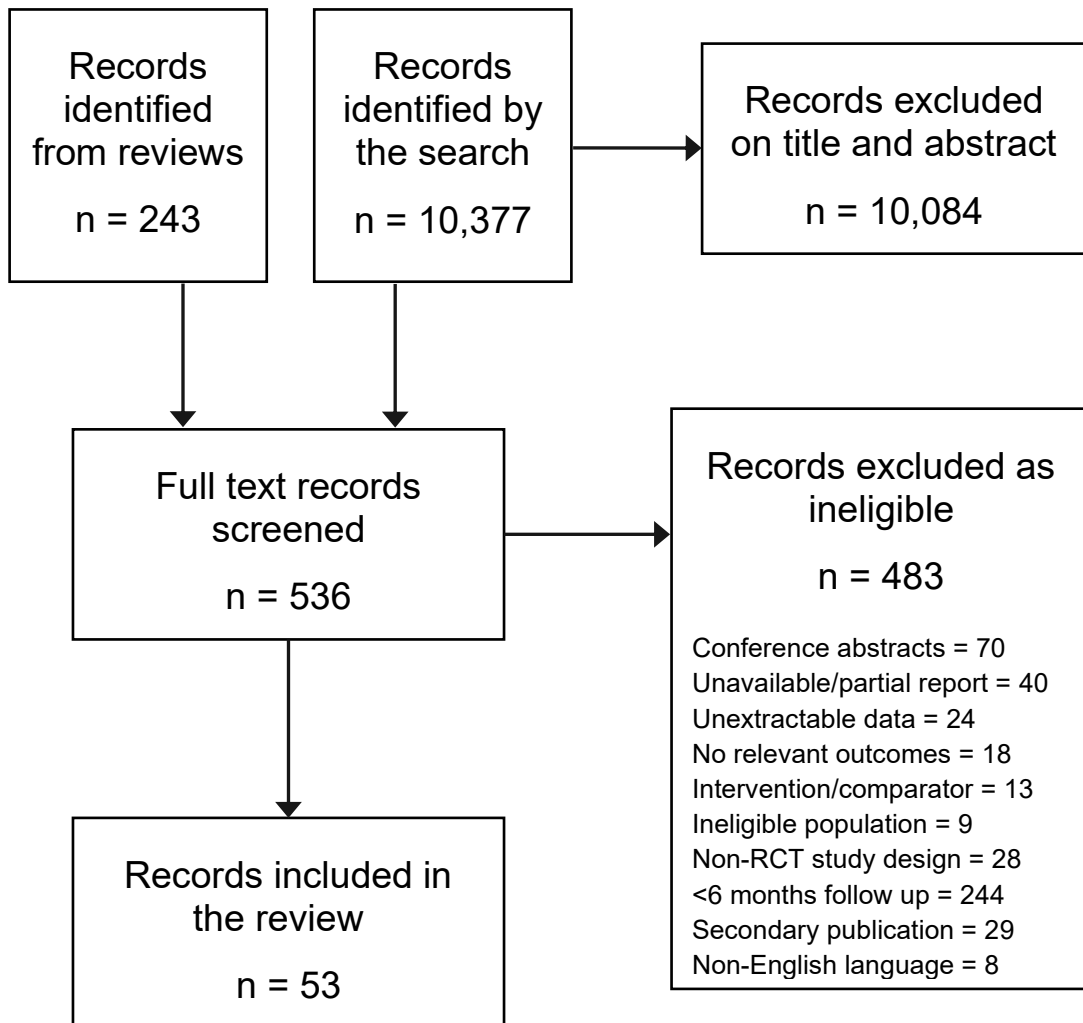 Records
identified
from reviews
n = 243
Records
identified by
the search
n = 10,377
Records excluded
on title and abstract
n = 10,084
Full text records
screened
n = 536
Records excluded as
ineligible
n = 483
Conference abstracts = 70
Unavailable/partial report = 40
Unextractable data = 24
No relevant outcomes = 18
Intervention/comparator = 13
Ineligible population = 9
Non-RCT study design = 28
<6 months follow up = 244
Secondary publication = 29
Non-English language = 8
Records included in
the review
n = 53